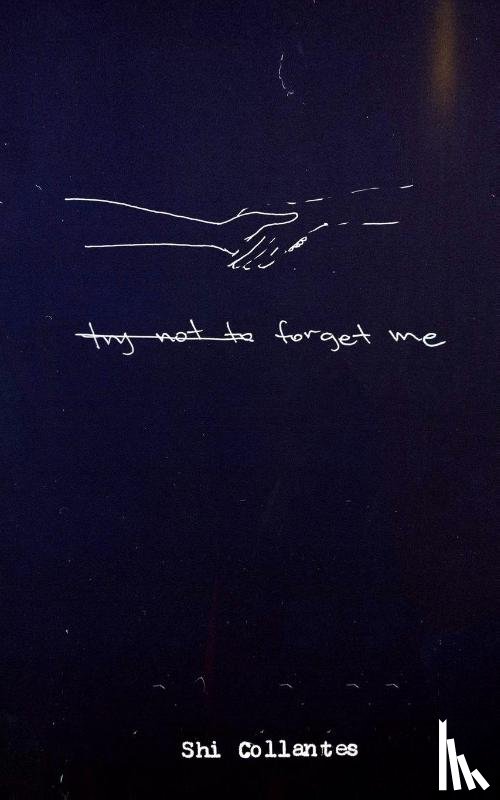 try not to forget me
Shi Collantes